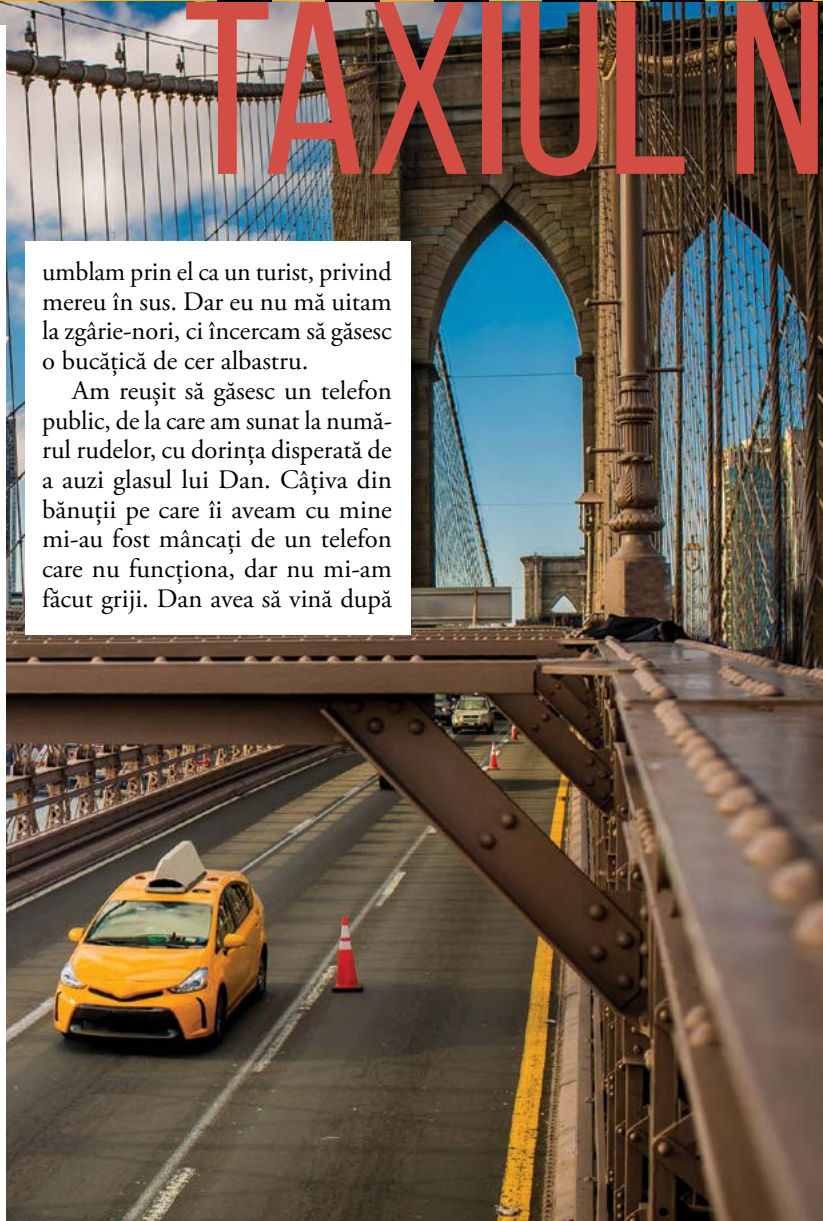 TAXIUL N
umblam prin el ca un turist, privind
mereu în sus. Dar eu nu mă uitam
la zgârie-nori, ci încercam să găsesc
o bucățică de cer albastru.
Am reușit să găsesc un telefon
public, de la care am sunat la numă-
rul rudelor, cu dorința disperată de
a auzi glasul lui Dan. Câțiva din
bănuții pe care îi aveam cu mine
mi-au fost mâncați de un telefon
care nu funcționa, dar nu mi-am
făcut griji. Dan avea să vină după